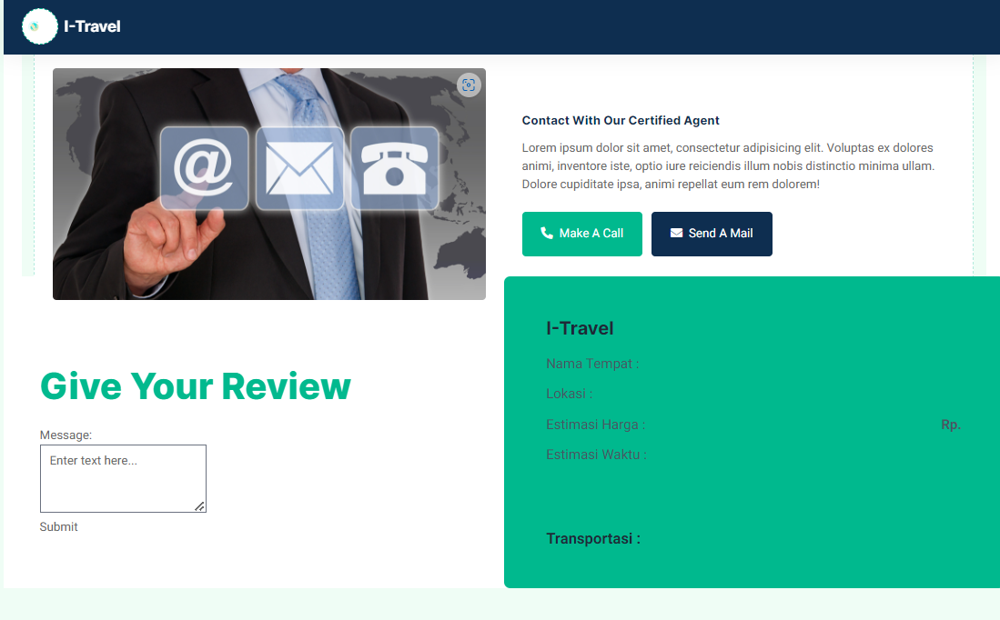 I-Travel
@
Contact With Our Certified Agent
Lorem ipsum dolor sit amet, consectetur adipisicing elit. Voluptas ex dolores
animi, inventore iste, optio iure reiciendis illum nobis distinctio minima ullam.
Dolore cupiditate ipsa, animi repellat eum rem dolorem!
Make A Call
Send A Mail
Give Your Review
Message:
Enter text here...
Submit
I-Travel
Nama Tempat :
Lokasi :
Estimasi Harga : Rp.
Estimasi Waktu :
Transportasi :